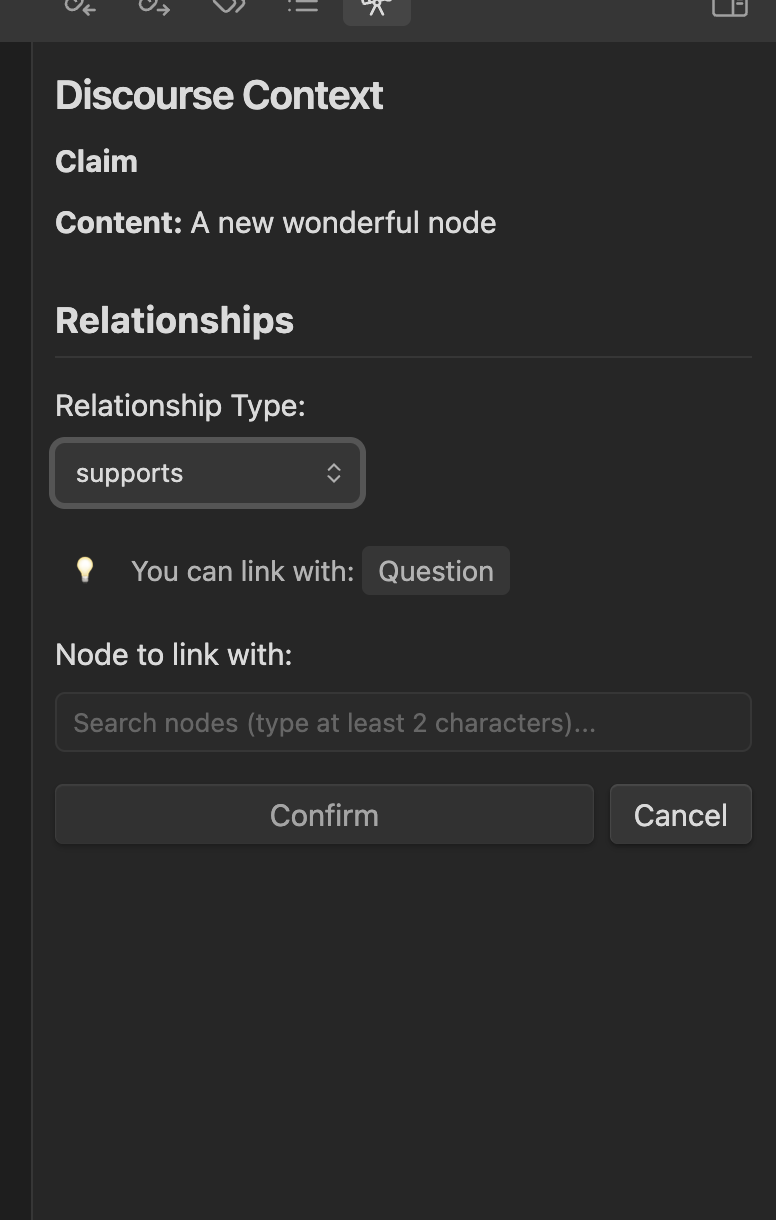 Discourse Context
Claim
Content: A new wonderful node
Relationships
Relationship Type:
supports
You can link with: Question
Node to link with:
Search nodes (type at least 2 characters)...
Confirm Cancel